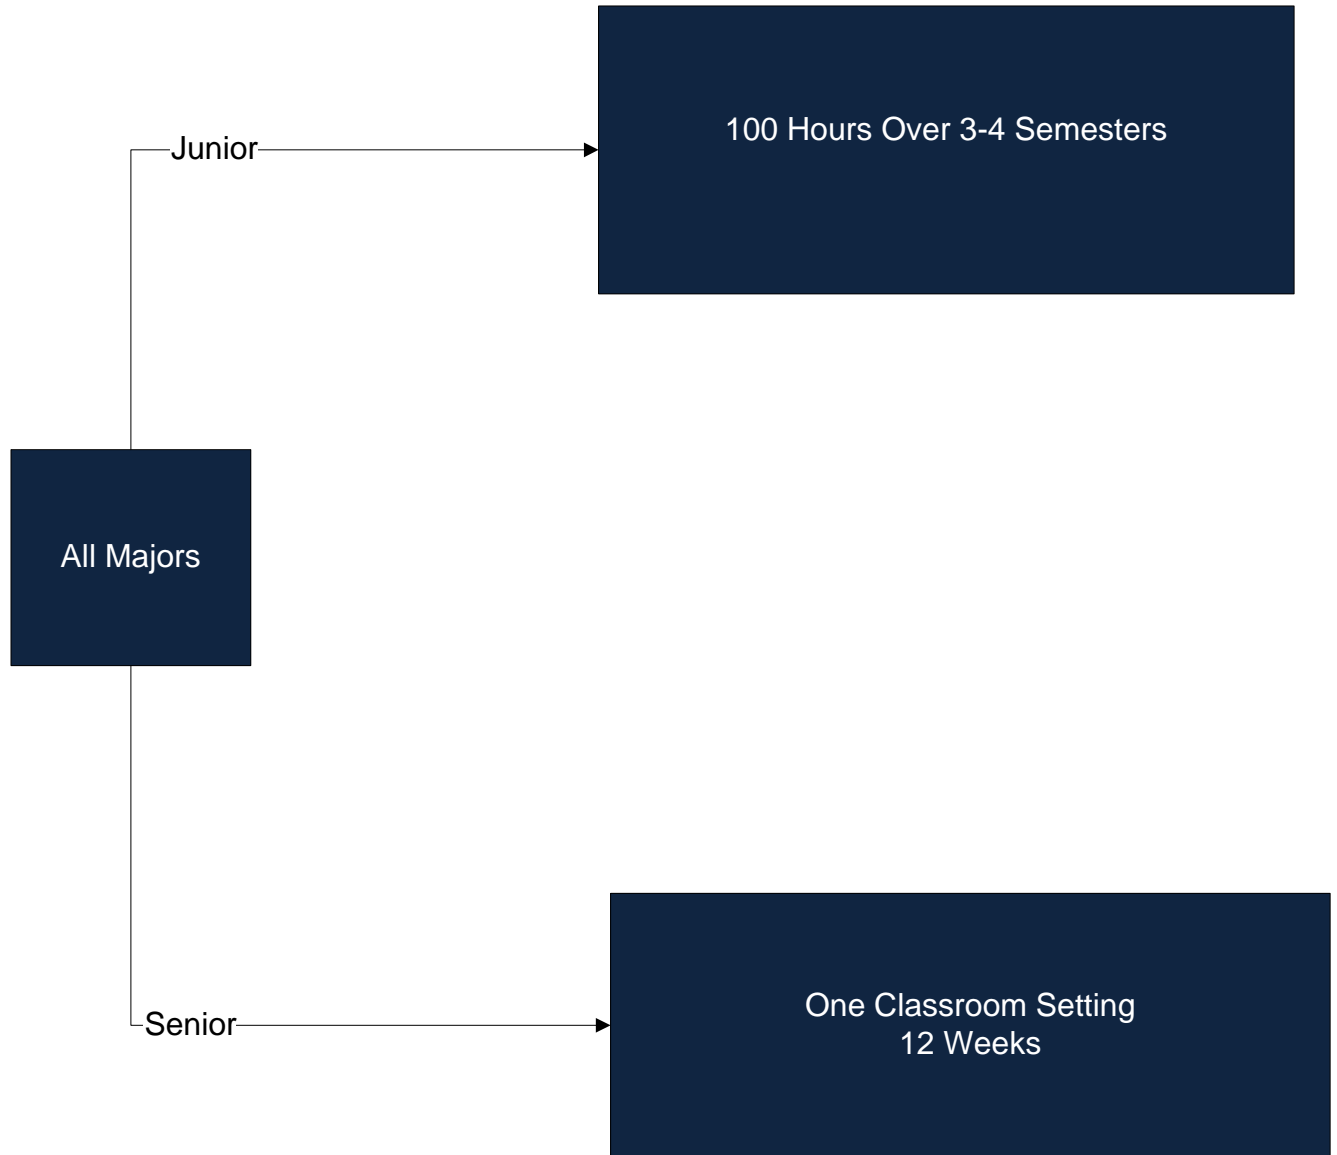 100 Hours Over 3-4 Semesters
Junior
All Majors
One Classroom Setting
12 Weeks
Senior